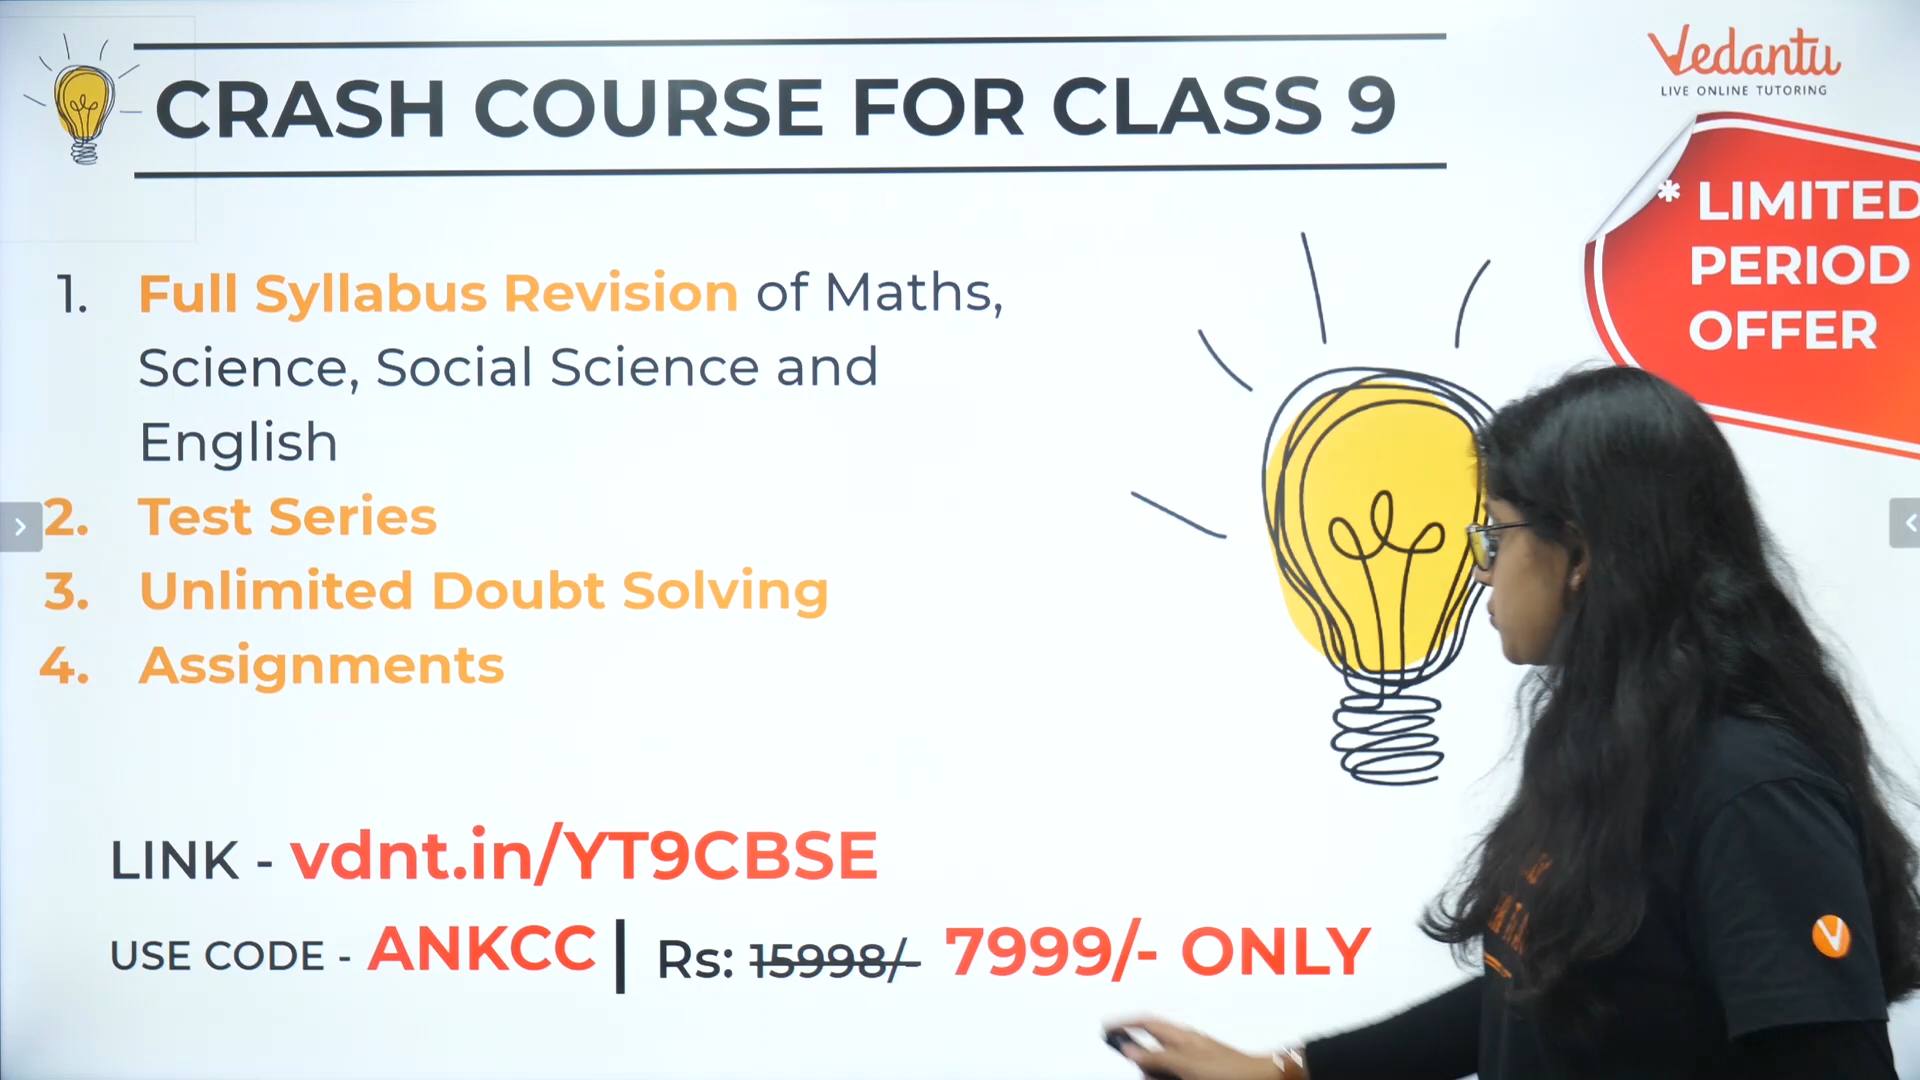 CRASH COURSE FOR CLASS 9
Vedantu
LIVE ONLINE TUTORING
* LIMITED
PERIOD
OFFER
1. Full Syllabus Revision of Maths,
Science, Social Science and
English
2. Test Series
3. Unlimited Doubt Solving
4. Assignments
LINK - vdnt.in/YT9CBSE
USE CODE - ANKCC | Rs: 15998/- 7999/- ONLY